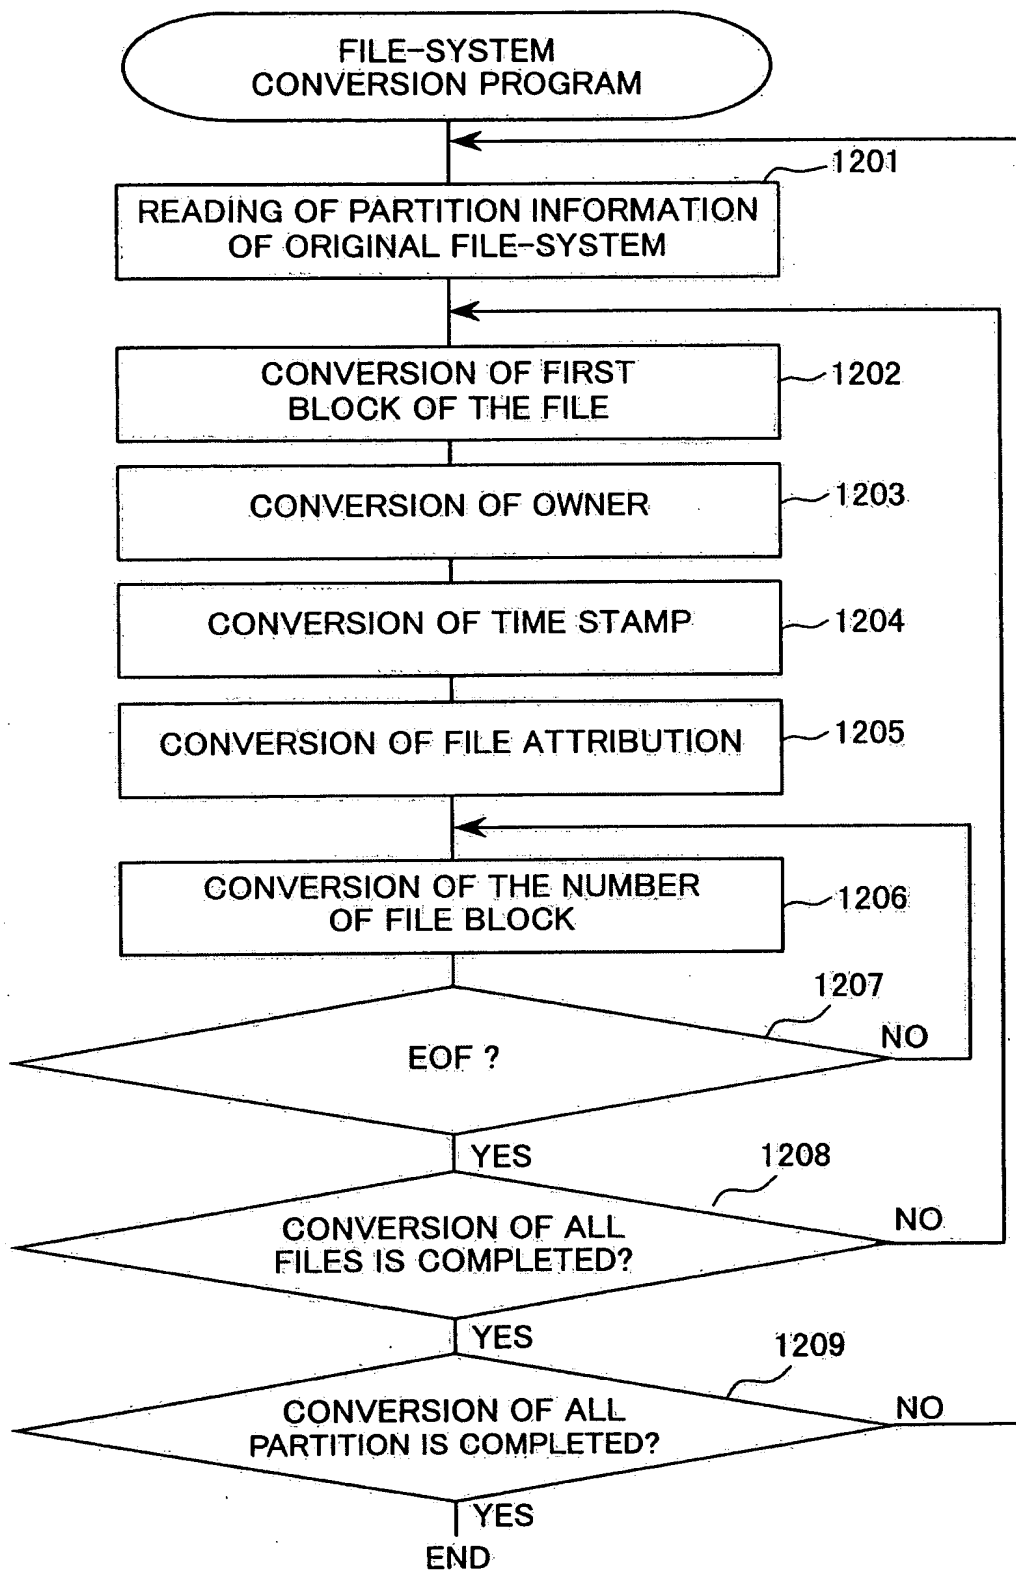 FILE-SYSTEM
CONVERSION PROGRAM
1201
READING OF PARTITION INFORMATION
OF ORIGINAL FILE-SYSTEM
CONVERSION OF FIRST
BLOCK OF THE FILE
1202
CONVERSION OF OWNER
1203
CONVERSION OF TIME STAMP
1204
CONVERSION OF FILE ATTRIBUTION
1205
CONVERSION OF THE NUMBER
OF FILE BLOCK
1206
1207
EOF ?
NO
YES
1208
CONVERSION OF ALL
FILES IS COMPLETED?
NO
YES
1209
CONVERSION OF ALL
PARTITION IS COMPLETED?
NO
YES
END